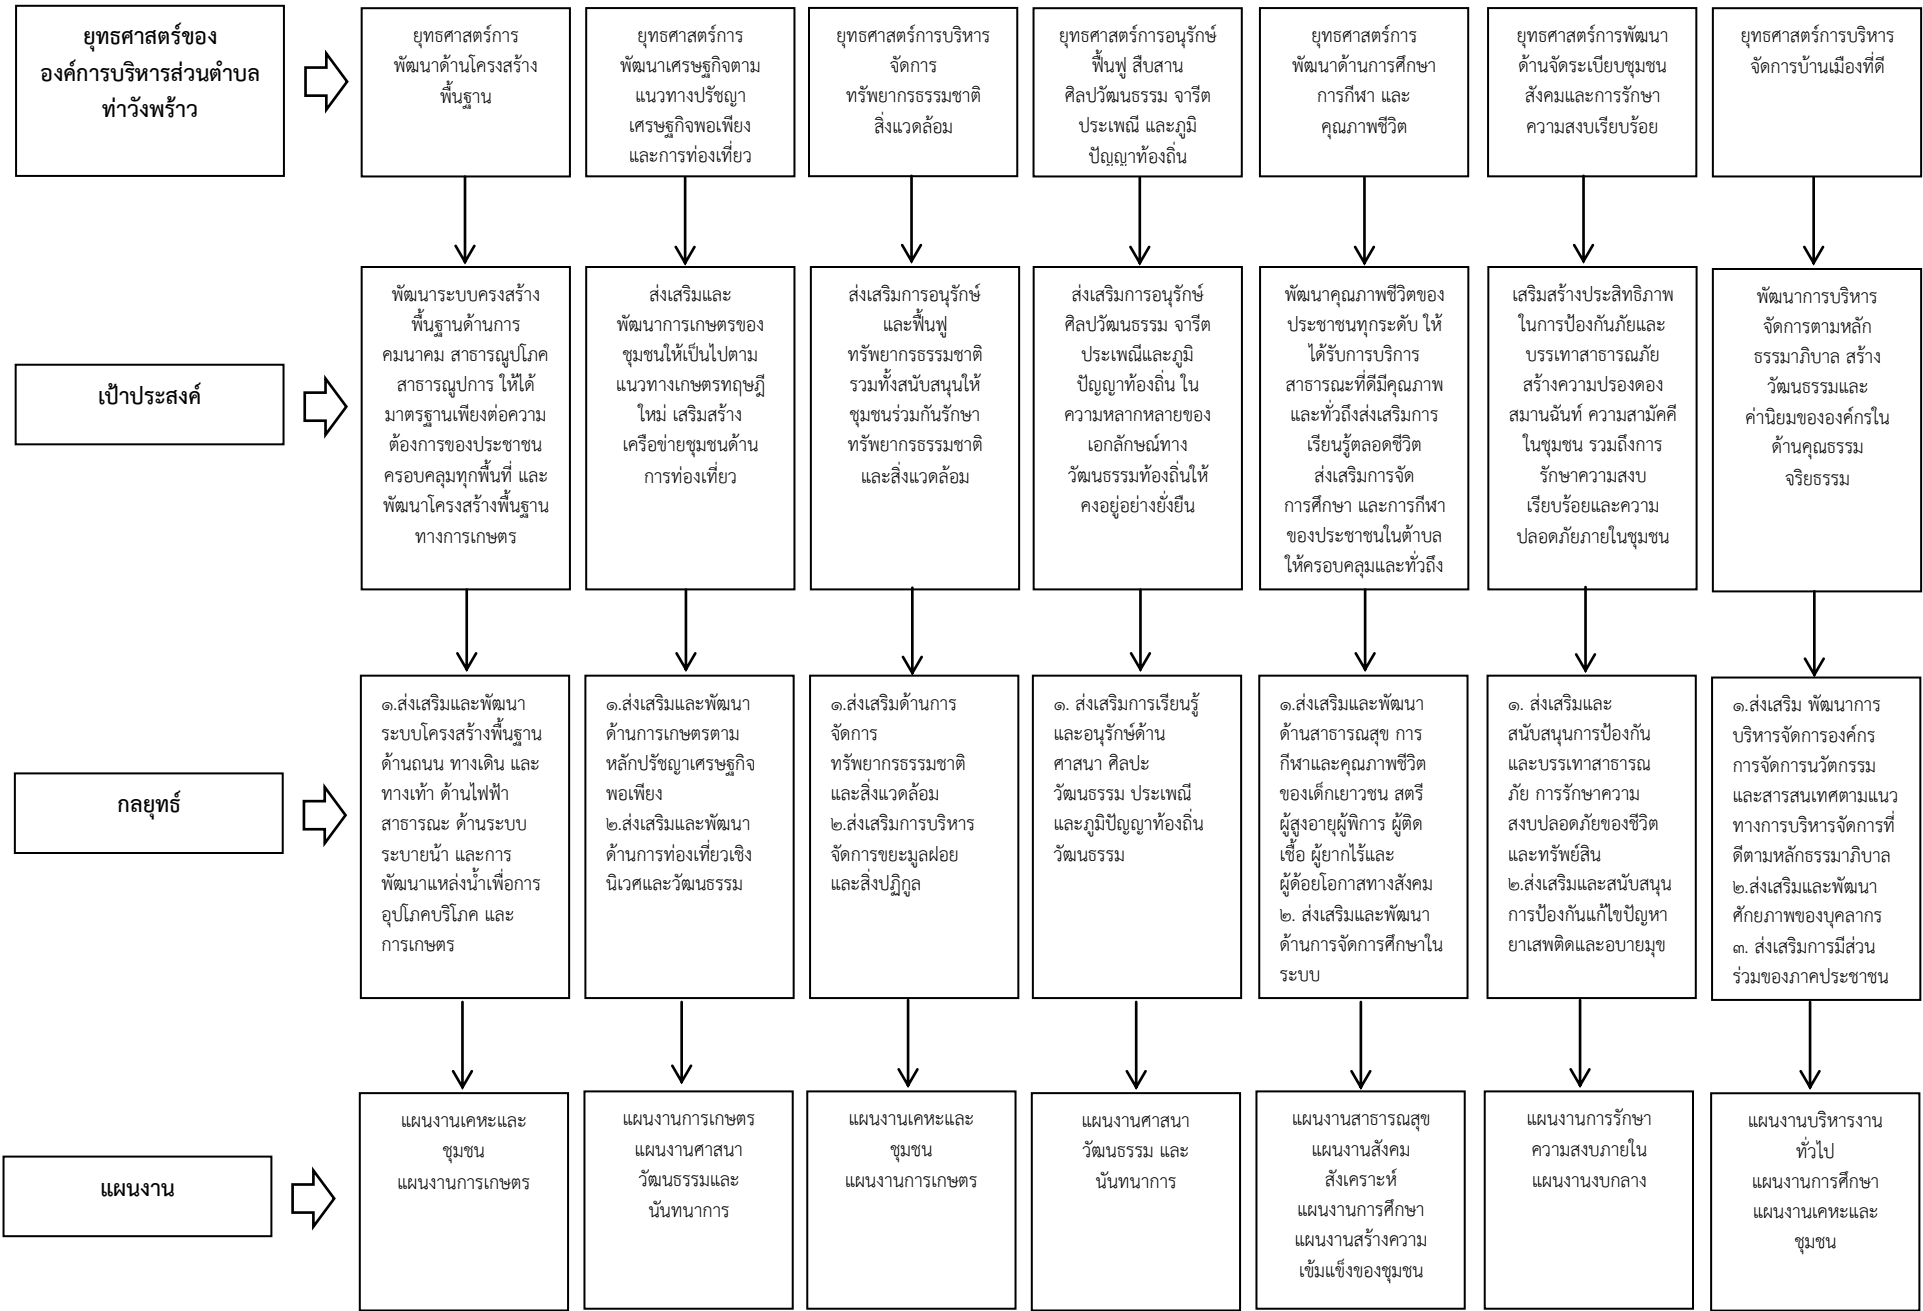 ยุทธศาสตร์ของ
องค์การบริหารส่วนตำบล
ท่าวังพร้าว
ยุทธศาสตร์การ
พัฒนาด้านโครงสร้าง
พื้นฐาน
ยุทธศาสตร์การ
พัฒนาเศรษฐกิจตาม
แนวทางปรัชญา
เศรษฐกิจพอเพียง
และการท่องเที่ยว
ยุทธศาสตร์การบริหาร
จัดการ
ทรัพยากรธรรมชาติ
สิ่งแวดล้อม
ยุทธศาสตร์การอนุรักษ์
ฟื้นฟู สืบสาน
ศิลปวัฒนธรรม จารีต
ประเพณี และภูมิ
ปัญญาท้องถิ่น
ยุทธศาสตร์การ
พัฒนาด้านการศึกษา
การกีฬา และ
คุณภาพชีวิต
ยุทธศาสตร์การพัฒนา
ด้านจัดระเบียบชุมชน
สังคมและการรักษา
ความสงบเรียบร้อย
ยุทธศาสตร์การบริหาร
จัดการบ้านเมืองที่ดี
เป้าประสงค์
พัฒนาระบบครงสร้าง
พื้นฐานด้านการ
คมนาคม สาธารณูปโภค
สาธารณูปการ ให้ได้
มาตรฐานเพียงต่อความ
ต้องการของประชาชน
ครอบคลุมทุกพื้นที่ และ
พัฒนาโครงสร้างพื้นฐาน
ทางการเกษตร
ส่งเสริมและ
พัฒนาการเกษตรของ
ชุมชนให้เป็นไปตาม
แนวทางเกษตรทฤษฎี
ใหม่ เสริมสร้าง
เครือข่ายชุมชนด้าน
การท่องเที่ยว
ส่งเสริมการอนุรักษ์
และฟื้นฟู
ทรัพยากรธรรมชาติ
รวมทั้งสนับสนุนให้
ชุมชนร่วมกันรักษา
ทรัพยากรธรรมชาติ
และสิ่งแวดล้อม
ส่งเสริมการอนุรักษ์
ศิลปวัฒนธรรม จารีต
ประเพณีและภูมิ
ปัญญาท้องถิ่น ใน
ความหลากหลายของ
เอกลักษณ์ทาง
วัฒนธรรมท้องถิ่นให้
คงอยู่อย่างยั่งยืน
พัฒนาคุณภาพชีวิตของ
ประชาชนทุกระดับ ให้
ได้รับการบริการ
สาธารณะที่ดีมีคุณภาพ
และทั่วถึงส่งเสริมการ
เรียนรู้ตลอดชีวิต
ส่งเสริมการจัด
การศึกษา และการกีฬา
ของประชาชนในต้าบล
ให้ครอบคลุมและทั่วถึง
เสริมสร้างประสิทธิภาพ
ในการป้องกันภัยและ
บรรเทาสาธารณภัย
สร้างความปรองดอง
สมานฉันท์ ความสามัคคี
ในชุมชน รวมถึงการ
รักษาความสงบ
เรียบร้อยและความ
ปลอดภัยภายในชุมชน
พัฒนาการบริหาร
จัดการตามหลัก
ธรรมาภิบาล สร้าง
วัฒนธรรมและ
ค่านิยมขององค์กรใน
ด้านคุณธรรม
จริยธรรม
กลยุทธ์
๑.ส่งเสริมและพัฒนา
ระบบโครงสร้างพื้นฐาน
ด้านถนน ทางเดิน และ
ทางเท้า ด้านไฟฟ้า
สาธารณะ ด้านระบบ
ระบายน้า และการ
พัฒนาแหล่งน้ำเพื่อการ
อุปโภคบริโภค และ
การเกษตร
๑.ส่งเสริมและพัฒนา
ด้านการเกษตรตาม
หลักปรัชญาเศรษฐกิจ
พอเพียง
๒.ส่งเสริมและพัฒนา
ด้านการท่องเที่ยวเชิง
นิเวศและวัฒนธรรม
๑.ส่งเสริมด้านการ
จัดการ
ทรัพยากรธรรมชาติ
และสิ่งแวดล้อม
๒.ส่งเสริมการบริหาร
จัดการขยะมูลฝอย
และสิ่งปฏิกูล
๑. ส่งเสริมการเรียนรู้
และอนุรักษ์ด้าน
ศาสนา ศิลปะ
วัฒนธรรม ประเพณี
และภูมิปัญญาท้องถิ่น
วัฒนธรรม
๑.ส่งเสริมและพัฒนา
ด้านสาธารณสุข การ
กีฬาและคุณภาพชีวิต
ของเด็กเยาวชน สตรี
ผู้สูงอายุผู้พิการ ผู้ติด
เชื้อ ผู้ยากไร้และ
ผู้ด้อยโอกาสทางสังคม
๒. ส่งเสริมและพัฒนา
ด้านการจัดการศึกษาใน
ระบบ
๑. ส่งเสริมและ
สนับสนุนการป้องกัน
และบรรเทาสาธารณ
ภัย การรักษาความ
สงบปลอดภัยของชีวิต
และทรัพย์สิน
๒.ส่งเสริมและสนับสนุน
การป้องกันแก้ไขปัญหา
ยาเสพติดและอบายมุข
๑.ส่งเสริม พัฒนาการ
บริหารจัดการองค์กร
การจัดการนวัตกรรม
และสารสนเทศตามแนว
ทางการบริหารจัดการที่
ดีตามหลักธรรมาภิบาล
๒.ส่งเสริมและพัฒนา
ศักยภาพของบุคลากร
๓. ส่งเสริมการมีส่วน
ร่วมของภาคประชาชน
แผนงาน
แผนงานเคหะและ
ชุมชน
แผนงานการเกษตร
แผนงานการเกษตร
แผนงานศาสนา
วัฒนธรรมและ
นันทนาการ
แผนงานเคหะและ
ชุมชน
แผนงานการเกษตร
แผนงานศาสนา
วัฒนธรรม และ
นันทนาการ
แผนงานสาธารณสุข
แผนงานสังคม
สังเคราะห์
แผนงานการศึกษา
แผนงานสร้างความ
เข้มแข็งของชุมชน
แผนงานการรักษา
ความสงบภายใน
แผนงานงบกลาง
แผนงานบริหารงาน
ทั่วไป
แผนงานการศึกษา
แผนงานเคหะและ
ชุมชน